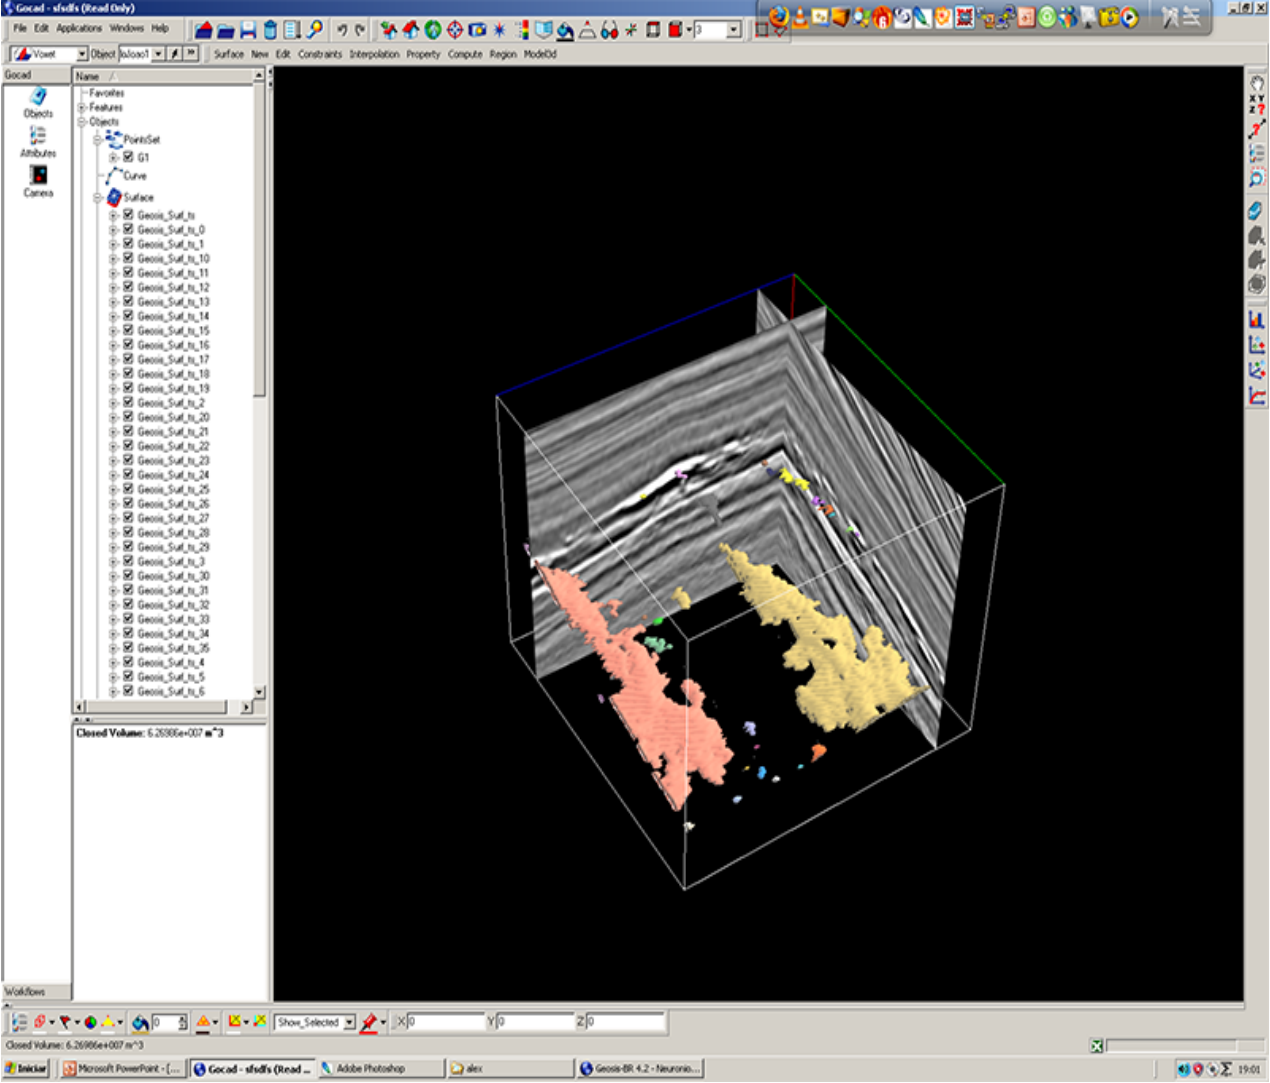 Gocad - sfsdfs (Read Only)
File Edit Applications Windows Help
3
Voxet Object Surface New Edit Constraints Interpolation Property Compute Region Model3d
Gocad
Name
Objects
Attributes
Camera
Favorites
Features
Objects
PointsSet
G1
Curve
Surface
Geosis_Surf_ts
Geosis_Surf_ts_0
Geosis_Surf_ts_1
Geosis_Surf_ts_10
Geosis_Surf_ts_11
Geosis_Surf_ts_12
Geosis_Surf_ts_13
Geosis_Surf_ts_14
Geosis_Surf_ts_15
Geosis_Surf_ts_16
Geosis_Surf_ts_17
Geosis_Surf_ts_18
Geosis_Surf_ts_19
Geosis_Surf_ts_2
Geosis_Surf_ts_20
Geosis_Surf_ts_21
Geosis_Surf_ts_22
Geosis_Surf_ts_23
Geosis_Surf_ts_24
Geosis_Surf_ts_25
Geosis_Surf_ts_26
Geosis_Surf_ts_27
Geosis_Surf_ts_28
Geosis_Surf_ts_29
Geosis_Surf_ts_3
Geosis_Surf_ts_30
Geosis_Surf_ts_31
Geosis_Surf_ts_32
Geosis_Surf_ts_33
Geosis_Surf_ts_34
Geosis_Surf_ts_35
Geosis_Surf_ts_4
Geosis_Surf_ts_5
Geosis_Surf_ts_6
Closed Volume: 6.26986e+007 m^3
Workflows
0 Show_Selected X 0 Y 0 Z 0
Closed Volume: 6.26986e+007 m^3
Iniciar Microsoft PowerPoint - [... Gocad - sfsdfs (Read ... Adobe Photoshop alex Geosis-BR 4.2 - Neuronio... 19:01